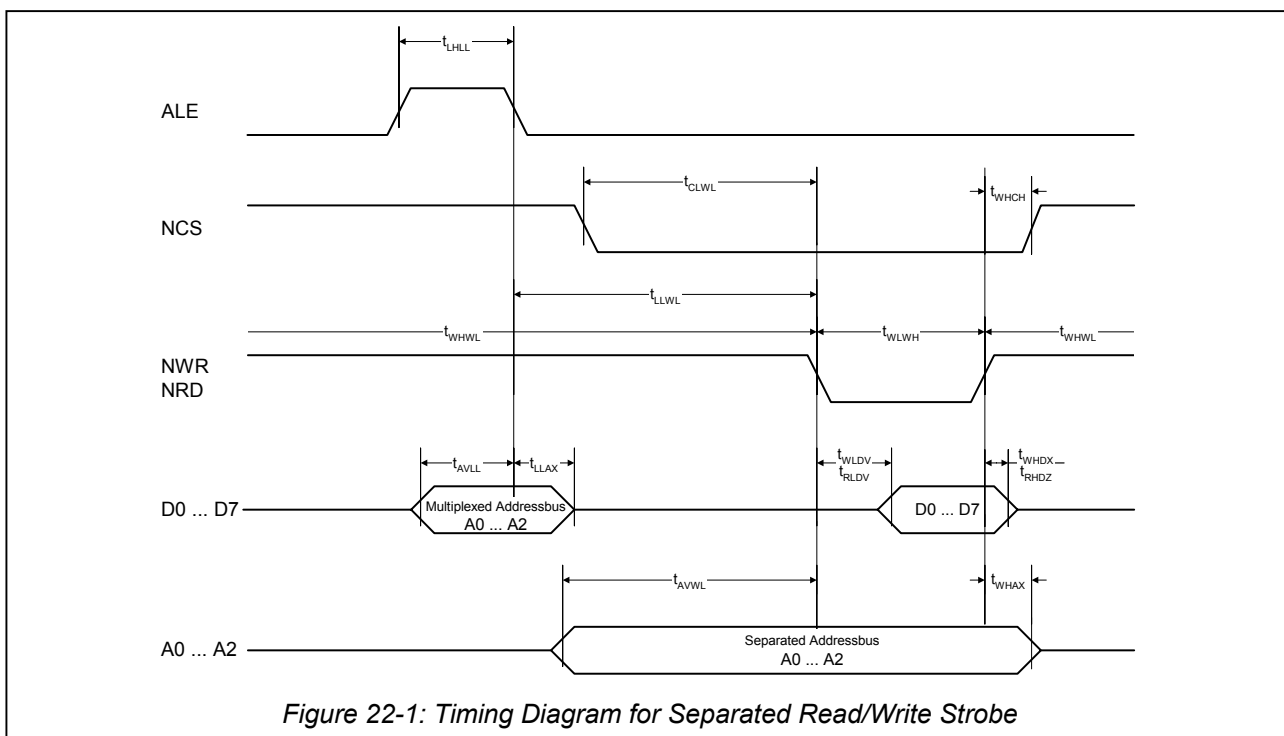 tLHLL
ALE
tCLWL
tWHCH
NCS
tLLWL
tWHWL
tWLWH
tWHWL
NWR
NRD
tAVLL
tLLAX
tWLDV
tRLDV
tWHDX
tRHDZ
D0 ... D7
Multiplexed Addressbus
A0 ... A2
D0 ... D7
tAVWL
tWHAX
A0 ... A2
Separated Addressbus
A0 ... A2
Figure 22-1: Timing Diagram for Separated Read/Write Strobe